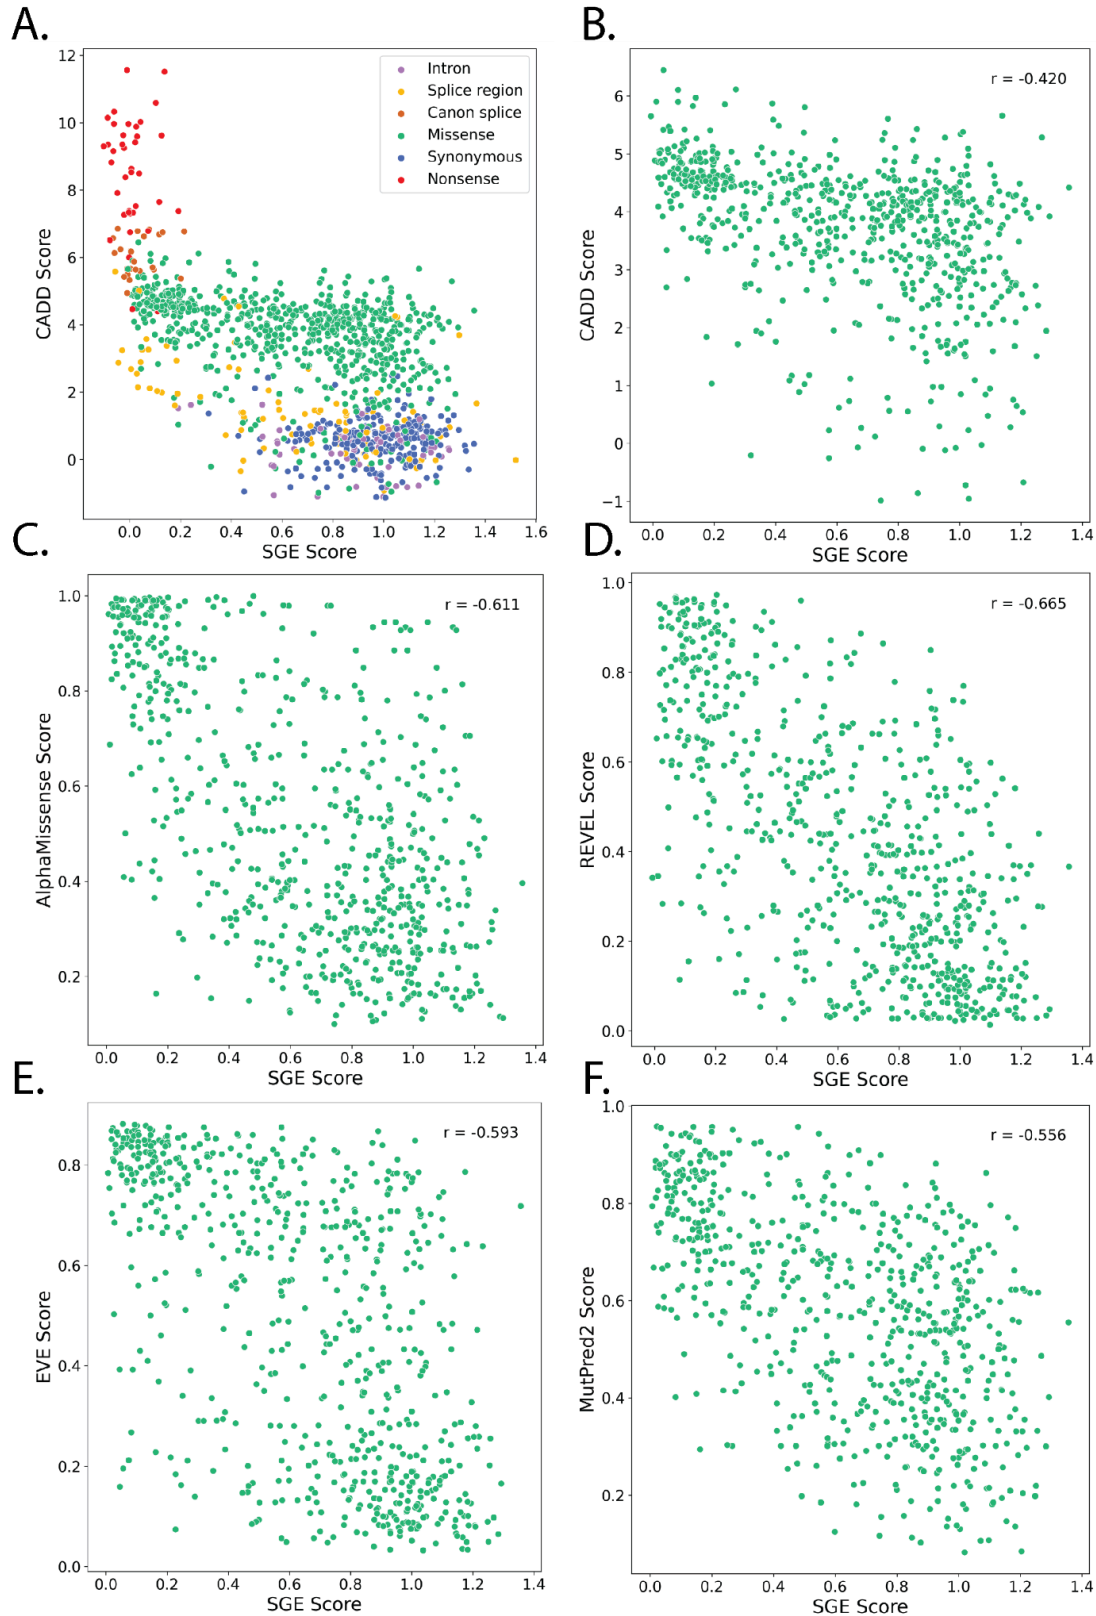 A.
12
10
8
6
4
2
0
CADD Score
Intron
Splice region
Canon splice
Missense
Synonymous
Nonsense
0.0 0.2 0.4 0.6 0.8 1.0 1.2 1.4 1.6
SGE Score
B.
r = -0.420
6
5
4
3
2
1
0
−1
CADD Score
0.0 0.2 0.4 0.6 0.8 1.0 1.2 1.4
SGE Score
C.
r = -0.611
1.0
0.8
0.6
0.4
0.2
AlphaMissense Score
0.0 0.2 0.4 0.6 0.8 1.0 1.2 1.4
SGE Score
D.
r = -0.665
1.0
0.8
0.6
0.4
0.2
0.0
REVEL Score
0.0 0.2 0.4 0.6 0.8 1.0 1.2 1.4
SGE Score
E.
r = -0.593
0.8
0.6
0.4
0.2
0.0
EVE Score
0.0 0.2 0.4 0.6 0.8 1.0 1.2 1.4
SGE Score
F.
r = -0.556
1.0
0.8
0.6
0.4
0.2
MutPred2 Score
0.0 0.2 0.4 0.6 0.8 1.0 1.2 1.4
SGE Score